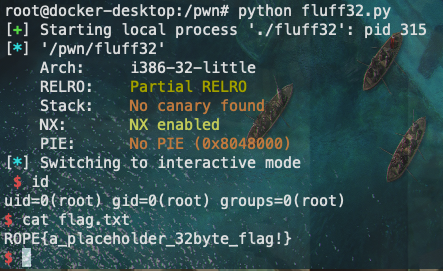 root@docker-desktop:/pwn# python fluff32.py
[+] Starting local process './fluff32': pid 315
[*] '/pwn/fluff32'
    Arch:     i386-32-little
    RELRO:    Partial RELRO
    Stack:    No canary found
    NX:       NX enabled
    PIE:      No PIE (0x8048000)
[*] Switching to interactive mode
 $ id
uid=0(root) gid=0(root) groups=0(root)
$ cat flag.txt
ROPE{a_placeholder_32byte_flag!}
$